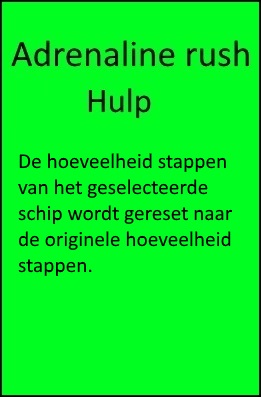 Adrenaline rush
Hulp
De hoeveelheid stappen
van het geselecteerde
schip wordt gereset naar
de originele hoeveelheid
stappen.